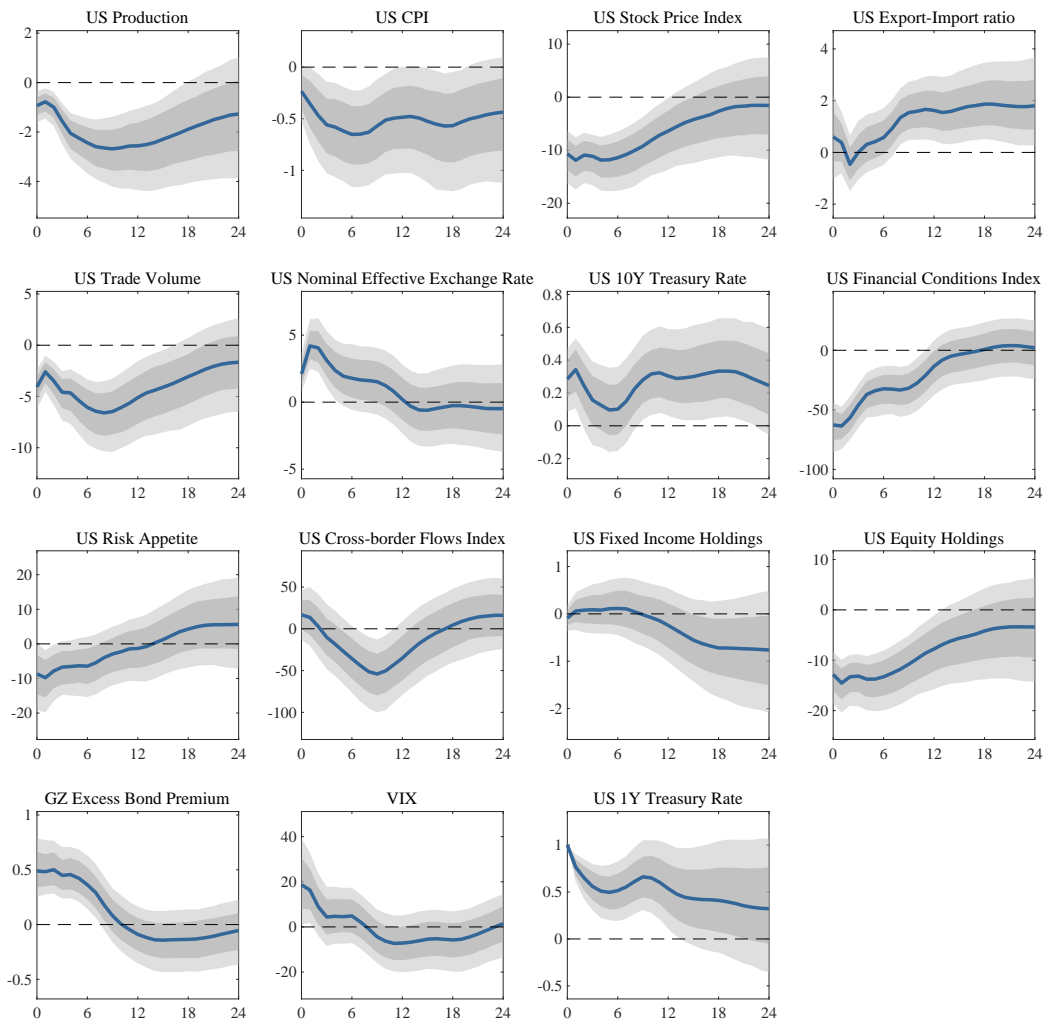 US Production
2
0
-2
-4
0 6 12 18 24
US CPI
0
-0.5
-1
0 6 12 18 24
US Stock Price Index
10
0
-10
-20
0 6 12 18 24
US Export-Import ratio
4
2
0
-2
0 6 12 18 24
US Trade Volume
5
0
-5
-10
0 6 12 18 24
US Nominal Effective Exchange Rate
5
0
-5
0 6 12 18 24
US 10Y Treasury Rate
0.8
0.6
0.4
0.2
0
-0.2
0 6 12 18 24
US Financial Conditions Index
0
-50
-100
0 6 12 18 24
US Risk Appetite
20
10
0
-10
-20
0 6 12 18 24
US Cross-border Flows Index
50
0
-50
-100
0 6 12 18 24
US Fixed Income Holdings
1
0
-1
-2
0 6 12 18 24
US Equity Holdings
10
0
-10
-20
0 6 12 18 24
GZ Excess Bond Premium
1
0.5
0
-0.5
0 6 12 18 24
VIX
40
20
0
-20
0 6 12 18 24
US 1Y Treasury Rate
1
0.5
0
-0.5
0 6 12 18 24